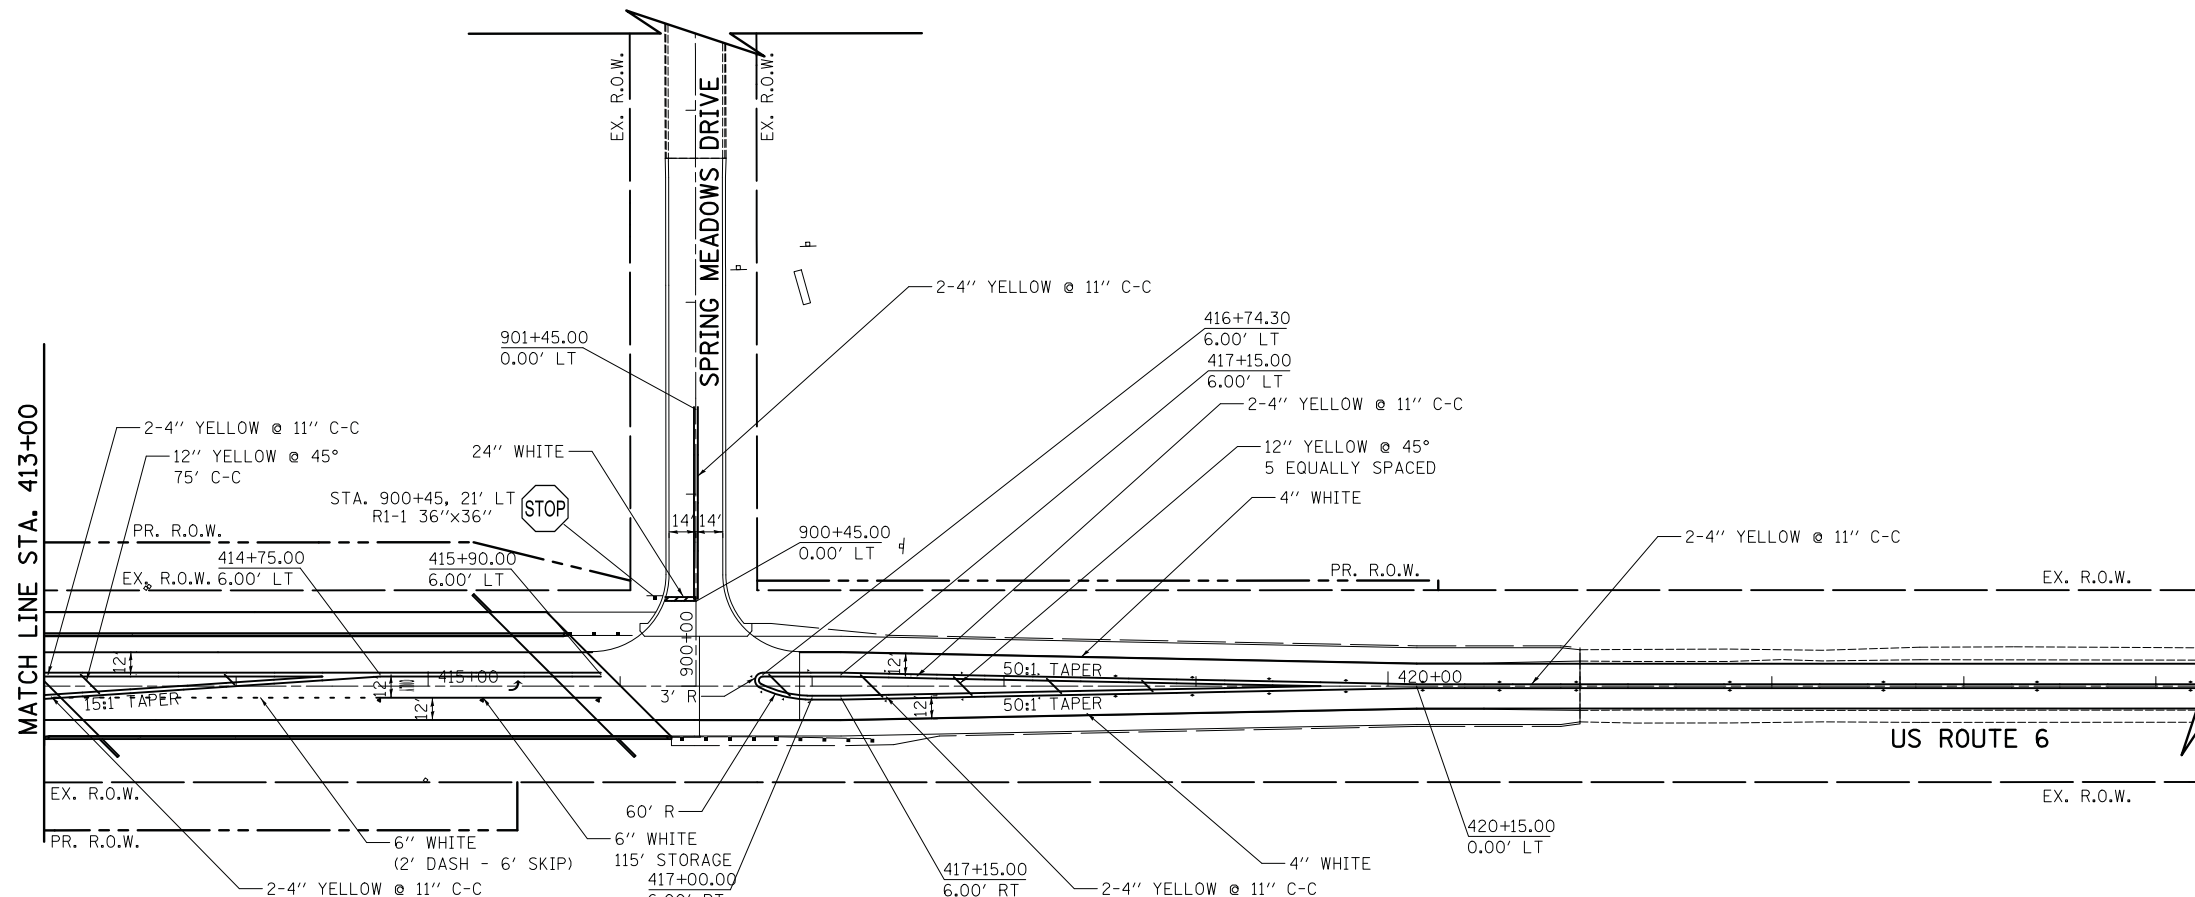 EX. R.O.W.
SPRING MEADOWS DRIVE
EX. R.O.W.
2-4" YELLOW @ 11" C-C
901+45.00
0.00' LT
416+74.30
6.00' LT
417+15.00
6.00' LT
2-4" YELLOW @ 11" C-C
12" YELLOW @ 45°
5 EQUALLY SPACED
4" WHITE
MATCH LINE STA. 413+00
2-4" YELLOW @ 11" C-C
12" YELLOW @ 45°
75' C-C
24" WHITE
STA. 900+45, 21' LT
R1-1 36"x36"
STOP
14'
14'
900+45.00
0.00' LT
2-4" YELLOW @ 11" C-C
PR. R.O.W.
414+75.00
6.00' LT
415+90.00
6.00' LT
EX. R.O.W.
PR. R.O.W.
EX. R.O.W.
900+00
12'
12'
415+00
12'
15:1 TAPER
3' R
12'
50:1 TAPER
420+00
12'
50:1 TAPER
US ROUTE 6
EX. R.O.W.
EX. R.O.W.
PR. R.O.W.
60' R
6" WHITE
(2' DASH - 6' SKIP)
6" WHITE
115' STORAGE
417+00.00
6.00' RT
417+15.00
6.00' RT
420+15.00
0.00' LT
4" WHITE
2-4" YELLOW @ 11" C-C
2-4" YELLOW @ 11" C-C